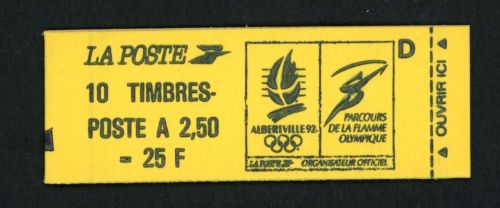 LA POSTE
10 TIMBRES-
POSTE A 2,50
= 25 F
ALBERTVILLE 92
PARCOURS
DE LA FLAMME
OLYMPIQUE
LA POSTE ORGANISATEUR OFFICIEL
D
OUVRIR ICI